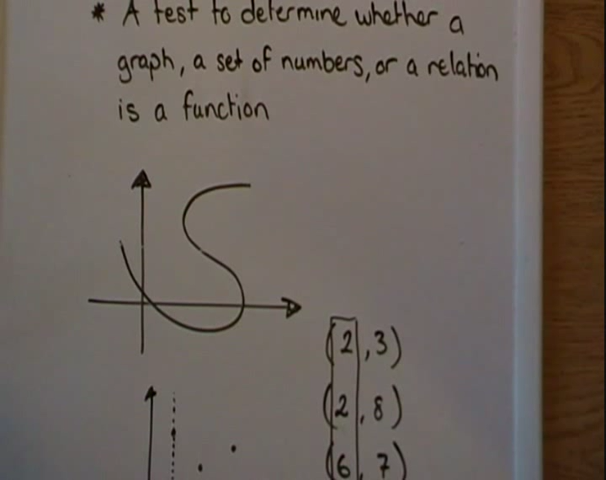 * A test to determine whether a
graph, a set of numbers, or a relation
is a function
(2,3)
(2,8)
(6,7)